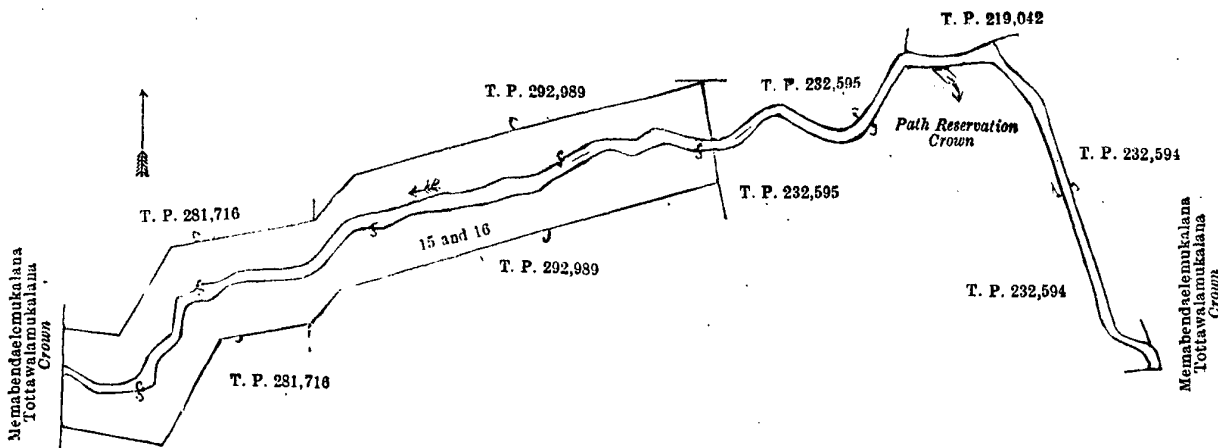 T. P. 219,042
T. P. 292,989
T. P. 232,595
Path Reservation
Crown
T. P. 232,594
T. P. 281,716
T. P. 232,595
15 and 16
T. P. 292,989
T. P. 232,594
T. P. 281,716
Memabendaelemukalana
Tottawalamukalana
Crown
Memabendaelemukalana
Tottawalamukalana
Crown